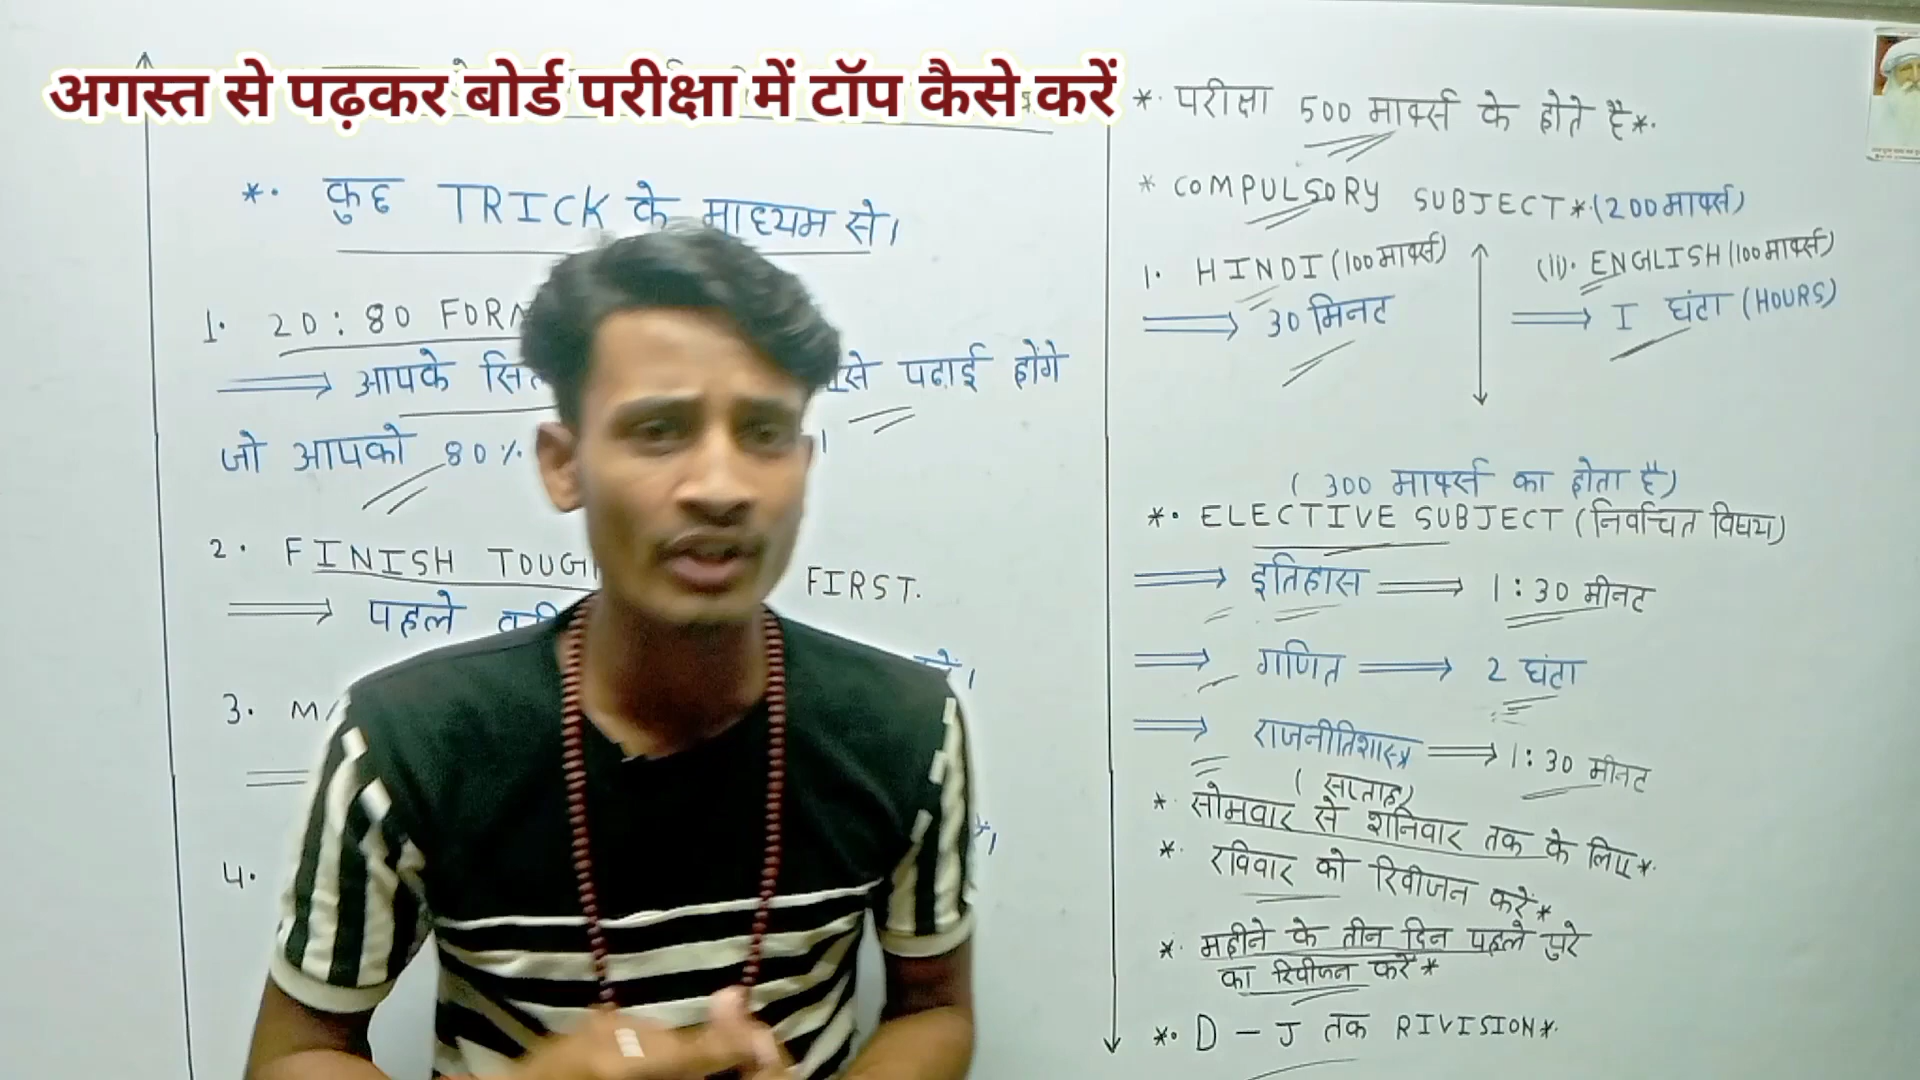 अगस्त से पढ़कर बोर्ड परीक्षा में टॉप कैसे करें
*. कुछ TRICK के माध्यम से।
1. 20:80 FORM
⟹ आपके सि से पढाई होंगे
जो आपको 80%
2. FINISH TOUGH FIRST.
⟹ पहले
3. MA
4.
*. परीक्षा 500 मार्क्स के होते है*.
* COMPULSORY SUBJECT*(200मार्क्स)
1. HINDI(100मार्क्स)
⟹ 30 मिनट
(ii). ENGLISH(100मार्क्स)
⟹ I घंटा (HOURS)
( 300 मार्क्स का होता है)
*. ELECTIVE SUBJECT (निर्वाचित विषय)
⟹ इतिहास ⟹ 1:30 मीनट
⟹ गणित ⟹ 2 घंटा
⟹ राजनीतिशास्त्र ⟹ 1:30 मीनट
( सप्ताह)
*. सोमवार से शनिवार तक के लिए*.
*. रविवार को रिवीजन करें*
*. महीने के तीन दिन पहले पुरे
का रिवीजन करें*
*. D - J तक RIVISION*.